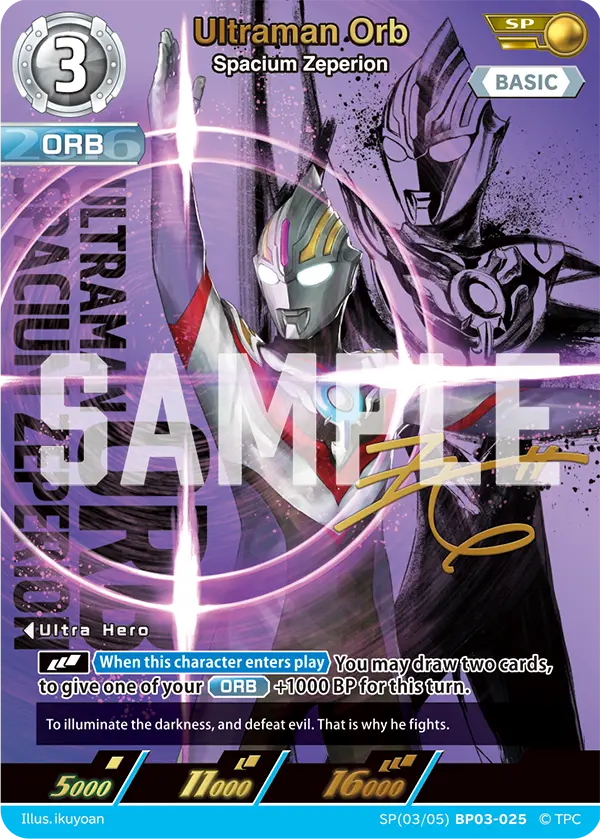 Ultraman Orb
Spacium Zeperion
3
SP
BASIC
2016
ORB
ULTRAMAN ORB
SPACIUM ZEPERION
SAMPLE
Ultra Hero
When this character enters play You may draw two cards,
to give one of your ORB +1000 BP for this turn.
To illuminate the darkness, and defeat evil. That is why he fights.
5000 11000 16000
Illus.ikuyoan SP(03/05) BP03-025 © TPC